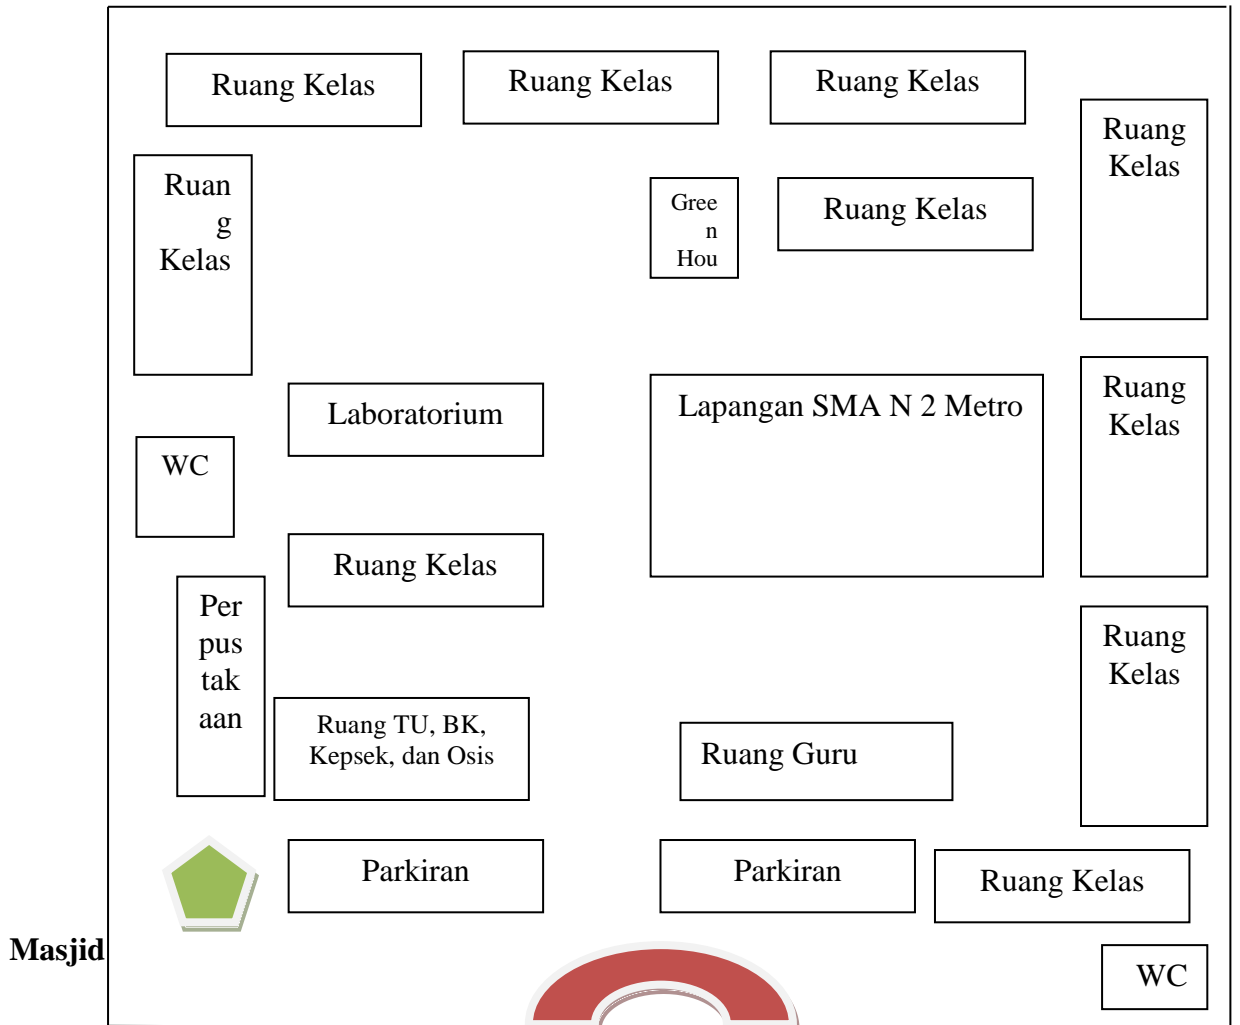 Ruang Kelas
Ruang Kelas
Ruang Kelas
Ruang
Kelas
Ruan
g
Kelas
Gree
n
Hou
Ruang Kelas
Laboratorium
Lapangan SMA N 2 Metro
Ruang
Kelas
WC
Ruang Kelas
Per
pus
tak
aan
Ruang
Kelas
Ruang TU, BK,
Kepsek, dan Osis
Ruang Guru
Parkiran
Parkiran
Ruang Kelas
Masjid
WC